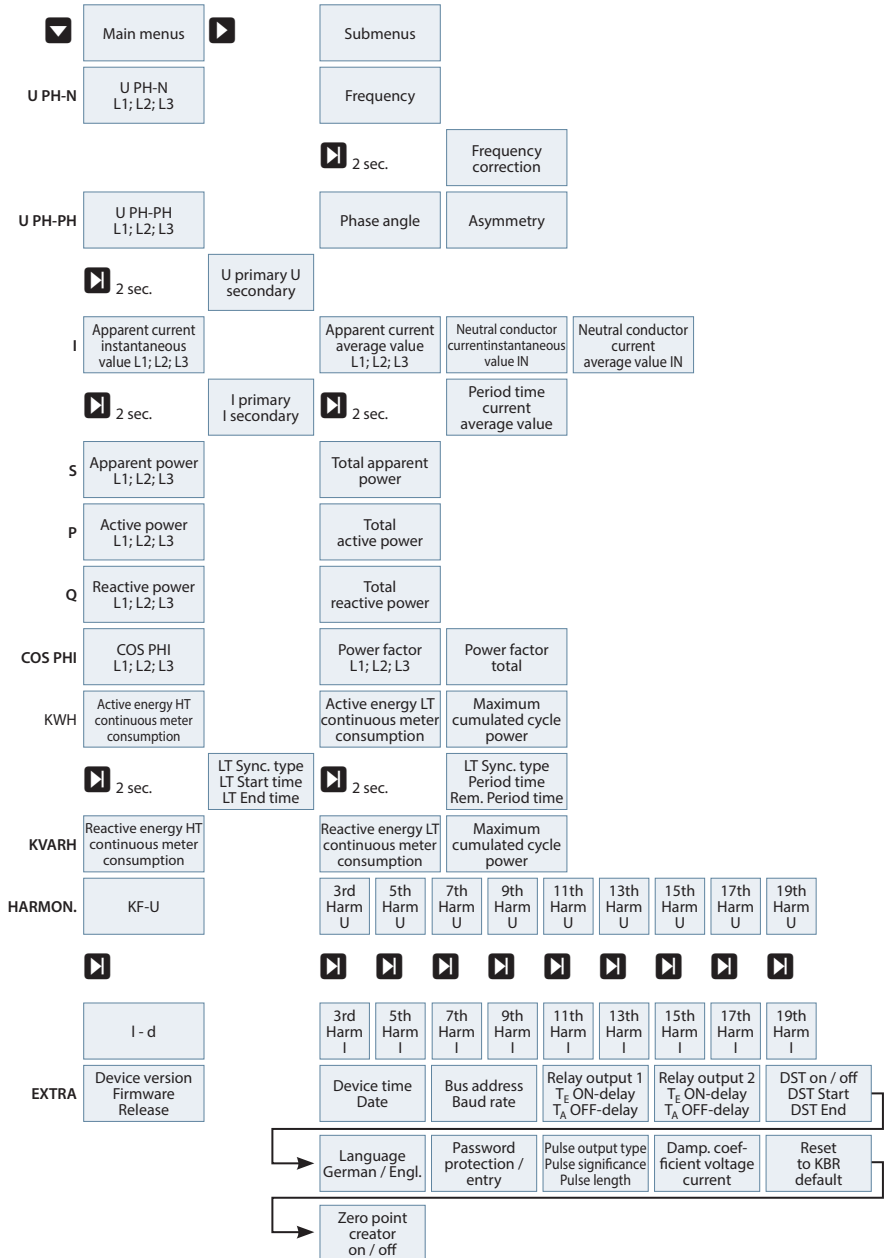 Main menus
Submenus
U PH-N
U PH-N
L1; L2; L3
Frequency
2 sec.
Frequency
correction
U PH-PH
U PH-PH
L1; L2; L3
Phase angle
Asymmetry
2 sec.
U primary U
secondary
I
Apparent current
instantaneous
value L1; L2; L3
Apparent current
average value
L1; L2; L3
Neutral conductor
currentinstantaneous
value IN
Neutral conductor
current
average value IN
2 sec.
I primary
I secondary
2 sec.
Period time
current
average value
S
Apparent power
L1; L2; L3
Total apparent
power
P
Active power
L1; L2; L3
Total
active power
Q
Reactive power
L1; L2; L3
Total
reactive power
COS PHI
COS PHI
L1; L2; L3
Power factor
L1; L2; L3
Power factor
total
KWH
Active energy HT
continuous meter
consumption
Active energy LT
continuous meter
consumption
Maximum
cumulated cycle
power
2 sec.
LT Sync. type
LT Start time
LT End time
2 sec.
LT Sync. type
Period time
Rem. Period time
KVARH
Reactive energy HT
continuous meter
consumption
Reactive energy LT
continuous meter
consumption
Maximum
cumulated cycle
power
HARMON.
KF-U
3rd
Harm
U
5th
Harm
U
7th
Harm
U
9th
Harm
U
11th
Harm
U
13th
Harm
U
15th
Harm
U
17th
Harm
U
19th
Harm
U
I - d
3rd
Harm
I
5th
Harm
I
7th
Harm
I
9th
Harm
I
11th
Harm
I
13th
Harm
I
15th
Harm
I
17th
Harm
I
19th
Harm
I
EXTRA
Device version
Firmware
Release
Device time
Date
Bus address
Baud rate
Relay output 1
TE ON-delay
TA OFF-delay
Relay output 2
TE ON-delay
TA OFF-delay
DST on / off
DST Start
DST End
Language
German / Engl.
Password
protection /
entry
Pulse output type
Pulse significance
Pulse length
Damp. coef-
ficient voltage
current
Reset
to KBR
default
Zero point
creator
on / off